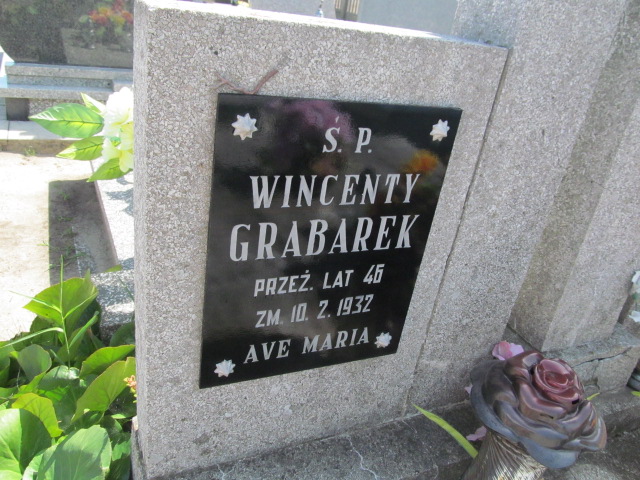 Ś. P.
WINCENTY
GRABAREK
PRZEŻ. LAT 46
ZM. 10. 2. 1932
AVE MARIA